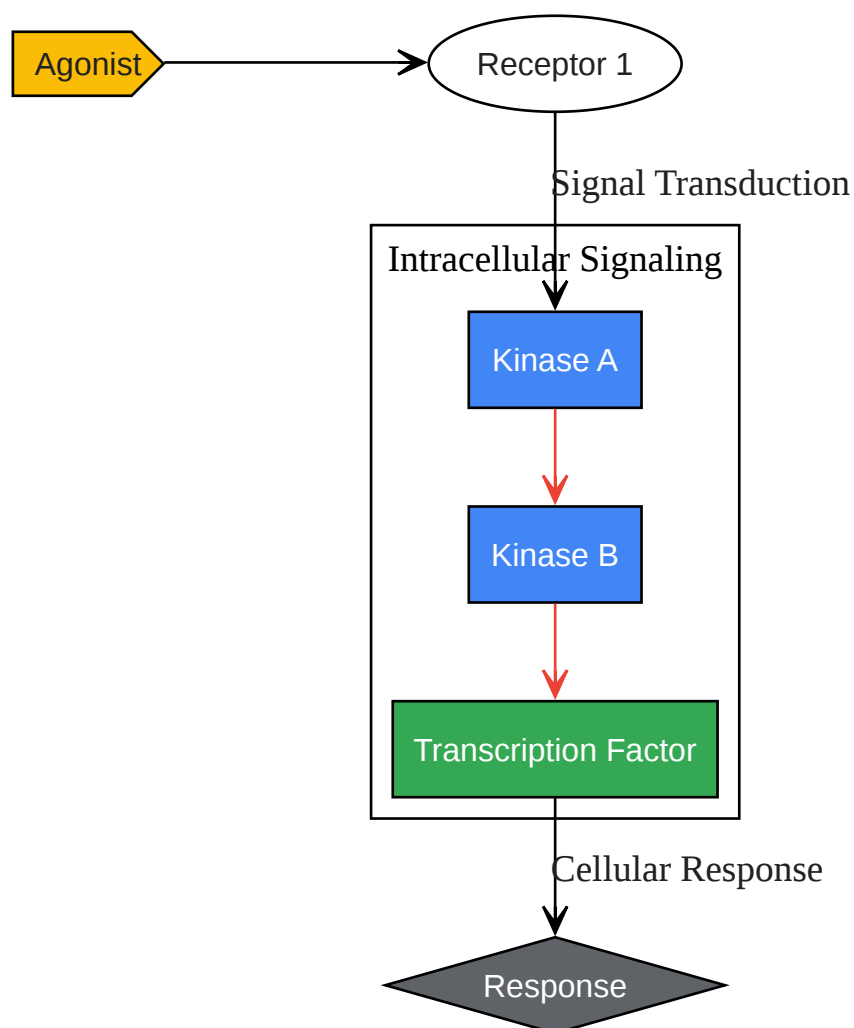 Agonist
Receptor 1
Signal Transduction
Intracellular Signaling
Kinase A
Kinase B
Transcription Factor
Cellular Response
Response